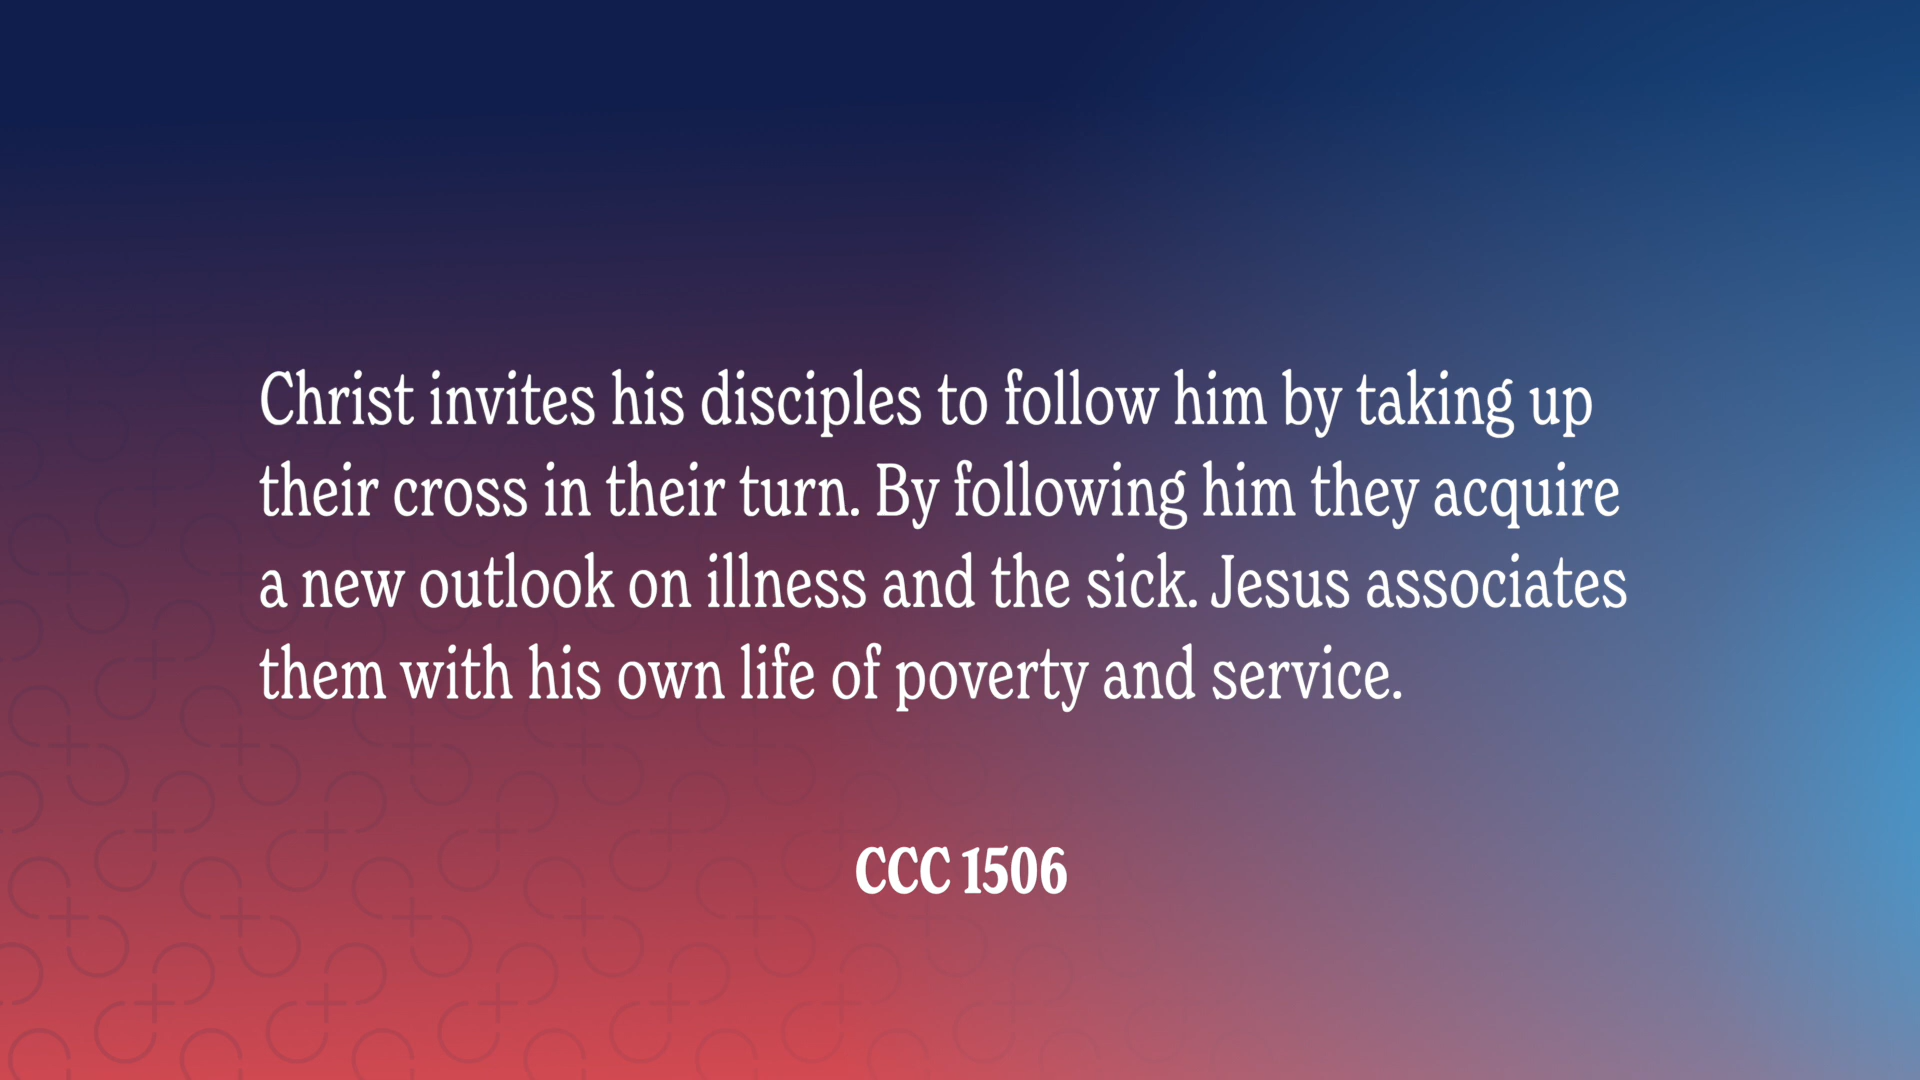 Christ invites his disciples to follow him by taking up
their cross in their turn. By following him they acquire
a new outlook on illness and the sick. Jesus associates
them with his own life of poverty and service.
CCC 1506